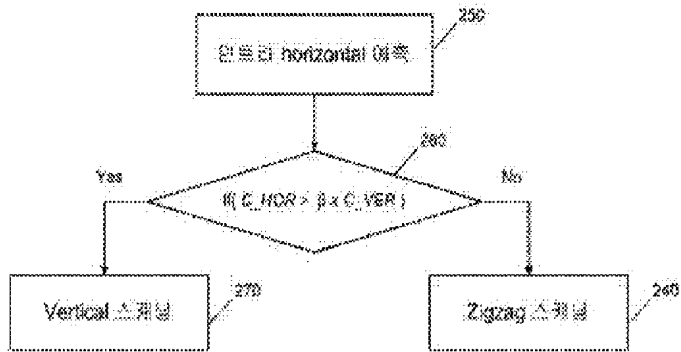 250
인트라 horizontal 예측
260
Yes
No
If( C_HOR > β x C_VER )
270
240
Vertical 스캐닝
Zigzag 스캐닝